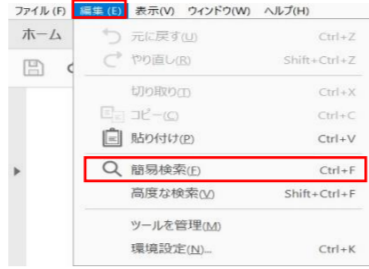 ファイル(F) 編集(E) 表示(V) ウィンドウ(W) ヘルプ(H)
ホーム
元に戻す(U) Ctrl+Z
やり直し(R) Shift+Ctrl+Z
切り取り(T) Ctrl+X
コピー(C) Ctrl+C
貼り付け(P) Ctrl+V
簡易検索(F) Ctrl+F
高度な検索(V) Shift+Ctrl+F
ツールを管理(M)
環境設定(N)... Ctrl+K